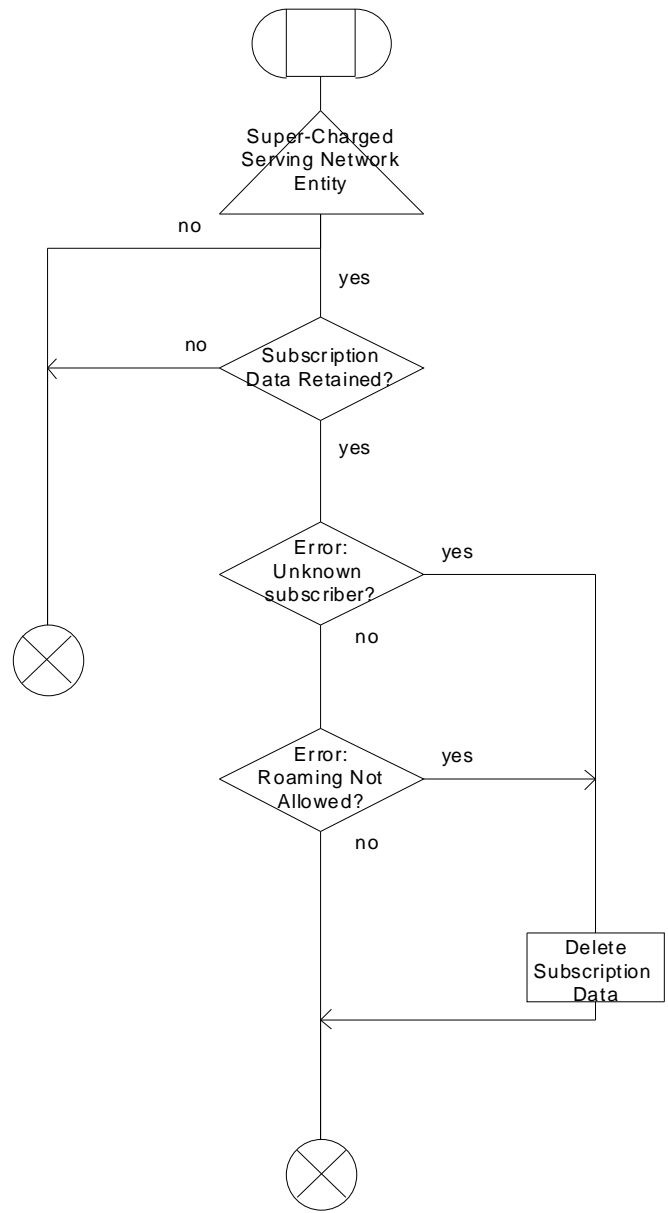 Super-Charged
Serving Network
Entity
no
yes
no
Subscription
Data Retained?
yes
Error:
Unknown
subscriber?
yes
no
Error:
Roaming Not
Allowed?
yes
no
Delete
Subscription
Data